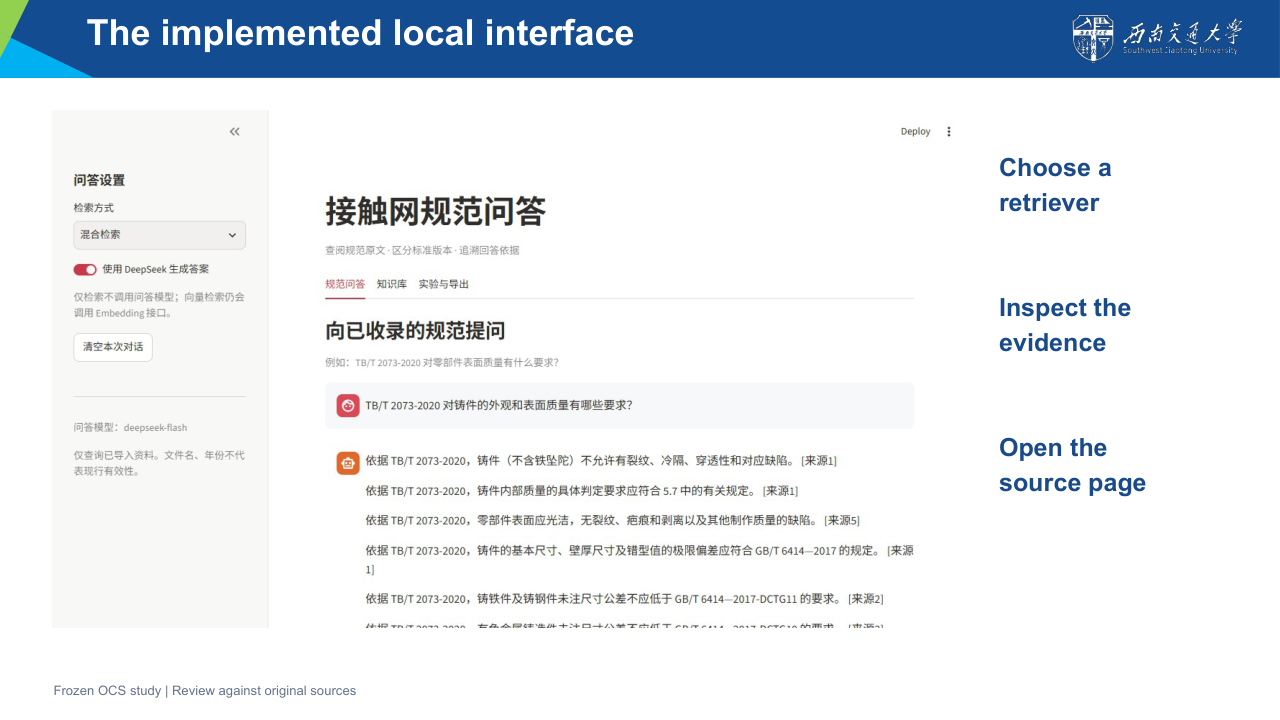 The implemented local interface
西南交通大学
Southwest Jiaotong University
问答设置
检索方式
混合检索
使用 DeepSeek 生成答案
仅检索不调用问答模型；向量检索仍会
调用 Embedding 接口。
清空本次对话
问答模型：deepseek-flash
仅查询已导入资料。文件名、年份不代
表现行有效性。
Deploy
接触网规范问答
查阅规范原文 · 区分标准版本 · 追溯回答依据
规范问答 知识库 实验与导出
向已收录的规范提问
例如：TB/T 2073-2020 对零部件表面质量有什么要求？
TB/T 2073-2020 对铸件的外观和表面质量有哪些要求？
依据 TB/T 2073-2020，铸件（不含铁坠陀）不允许有裂纹、冷隔、穿透性和对应缺陷。 [来源1]
依据 TB/T 2073-2020，铸件内部质量的具体判定要求应符合 5.7 中的有关规定。 [来源1]
依据 TB/T 2073-2020，零部件表面应光洁，无裂纹、疤痕和剥离以及其他制作质量的缺陷。 [来源5]
依据 TB/T 2073-2020，铸件的基本尺寸、壁厚尺寸及错型值的极限偏差应符合 GB/T 6414—2017 的规定。 [来源
1]
依据 TB/T 2073-2020，铸铁件及铸钢件未注尺寸公差不应低于 GB/T 6414—2017-DCTG11 的要求。 [来源2]
Choose a
retriever
Inspect the
evidence
Open the
source page
Frozen OCS study | Review against original sources